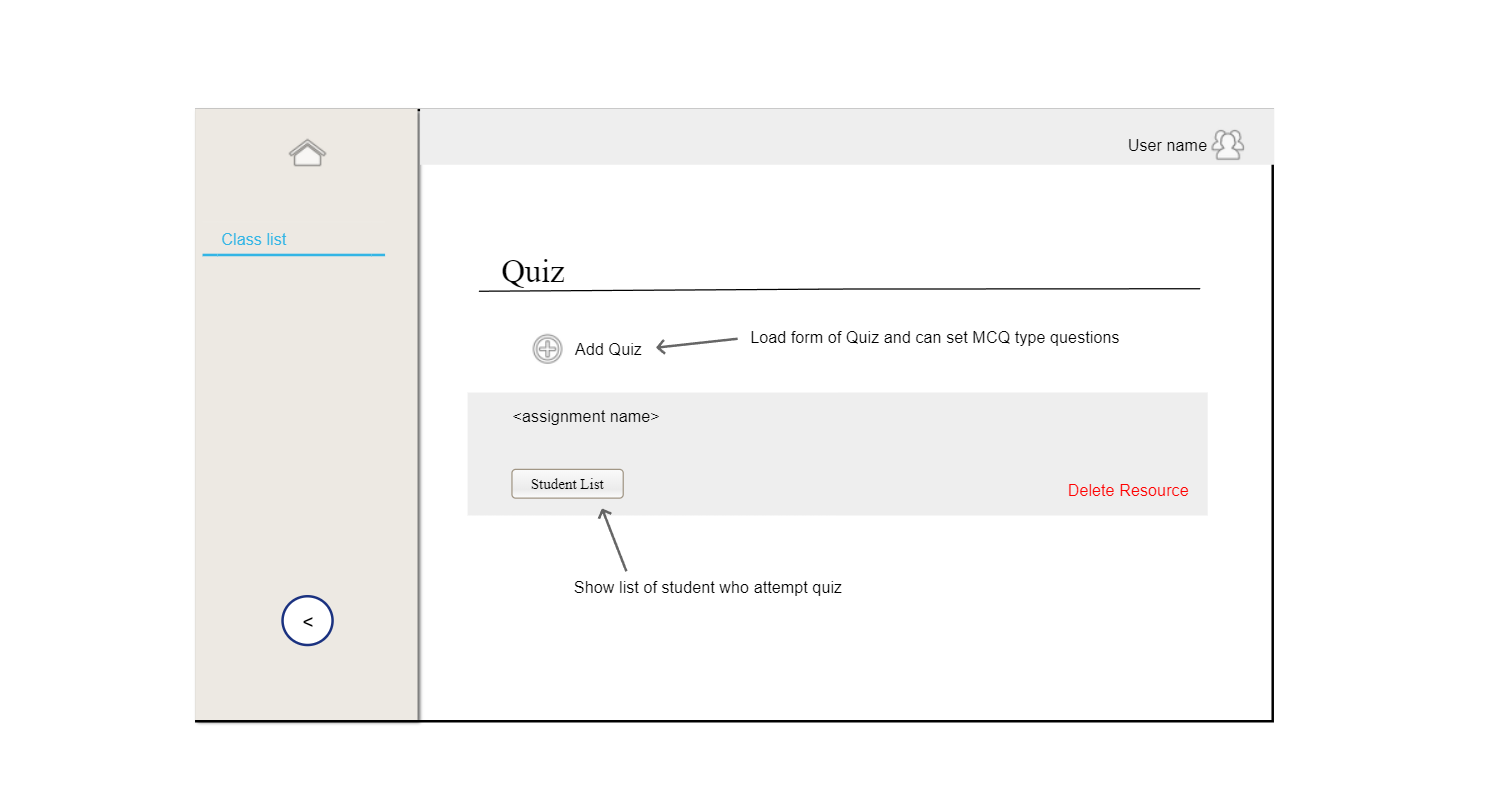 User name
Class list
Quiz
Add Quiz
Load form of Quiz and can set MCQ type questions
<assignment name>
Student List
Delete Resource
Show list of student who attempt quiz
<